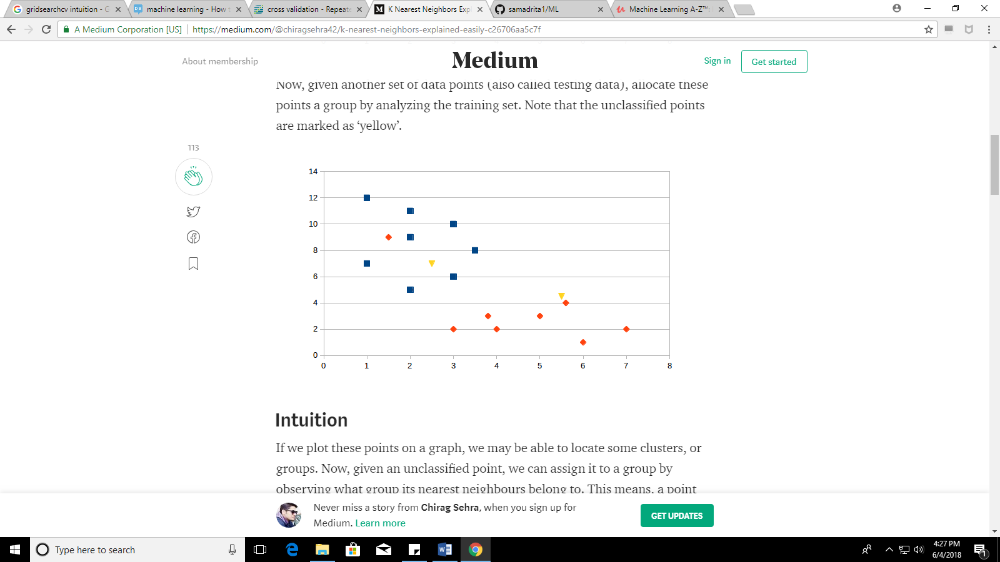 gridsearchcv intuition - G
machine learning - How t
cross validation - Repeate
K Nearest Neighbors Exp
samadrita1/ML
Machine Learning A-Z™:
A Medium Corporation [US]
https://medium.com/@chiragsehra42/k-nearest-neighbors-explained-easily-c26706aa5c7f
About membership
Medium
Sign in
Get started
Now, given another set of data points (also called testing data), allocate these
points a group by analyzing the training set. Note that the unclassified points
are marked as ‘yellow’.
113
14
12
10
8
6
4
2
0
0 1 2 3 4 5 6 7 8
Intuition
If we plot these points on a graph, we may be able to locate some clusters, or
groups. Now, given an unclassified point, we can assign it to a group by
observing what group its nearest neighbours belong to. This means, a point
Never miss a story from Chirag Sehra, when you sign up for
Medium. Learn more
GET UPDATES
Type here to search
4:27 PM
6/4/2018
1